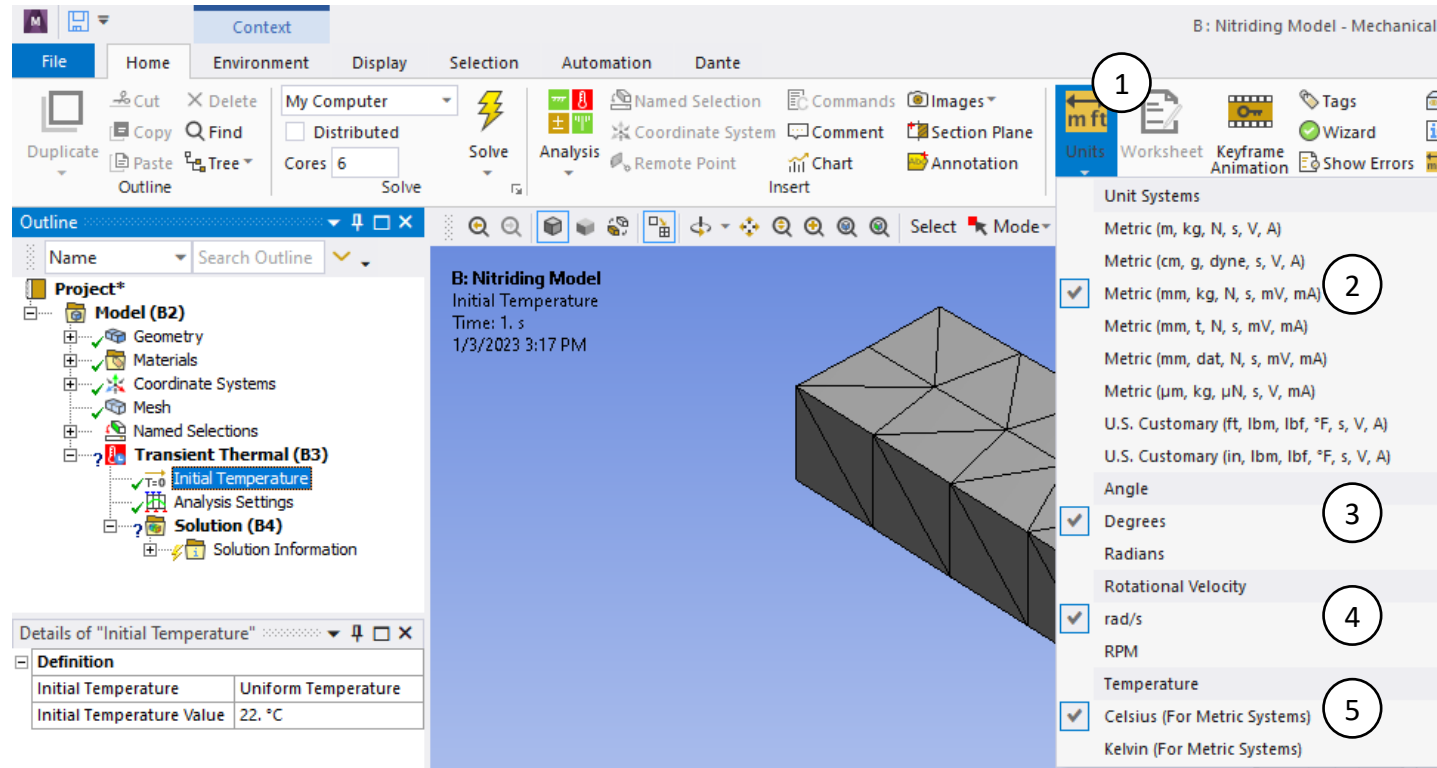 M
Context
B: Nitriding Model - Mechanical
File Home Environment Display Selection Automation Dante
Cut Delete My Computer Named Selection Commands Images Tags
Copy Find Distributed Coordinate System Comment Section Plane Wizard
Duplicate Paste Tree Cores 6 Solve Analysis Remote Point Chart Annotation m ft Units Worksheet Keyframe Animation Show Errors
Outline Solve Insert
1
Unit Systems
Metric (m, kg, N, s, V, A)
Metric (cm, g, dyne, s, V, A)
Metric (mm, kg, N, s, mV, mA) 2
Metric (mm, t, N, s, mV, mA)
Metric (mm, dat, N, s, mV, mA)
Metric (µm, kg, µN, s, V, mA)
U.S. Customary (ft, lbm, lbf, °F, s, V, A)
U.S. Customary (in, lbm, lbf, °F, s, V, A)
Angle
Degrees 3
Radians
Rotational Velocity
rad/s 4
RPM
Temperature
Celsius (For Metric Systems) 5
Kelvin (For Metric Systems)
Outline
Name Search Outline
Project*
Model (B2)
Geometry
Materials
Coordinate Systems
Mesh
Named Selections
Transient Thermal (B3)
T=0 Initial Temperature
Analysis Settings
Solution (B4)
Solution Information
Select Mode
B: Nitriding Model
Initial Temperature
Time: 1. s
1/3/2023 3:17 PM
Details of "Initial Temperature"
Definition
Initial Temperature Uniform Temperature
Initial Temperature Value 22. °C